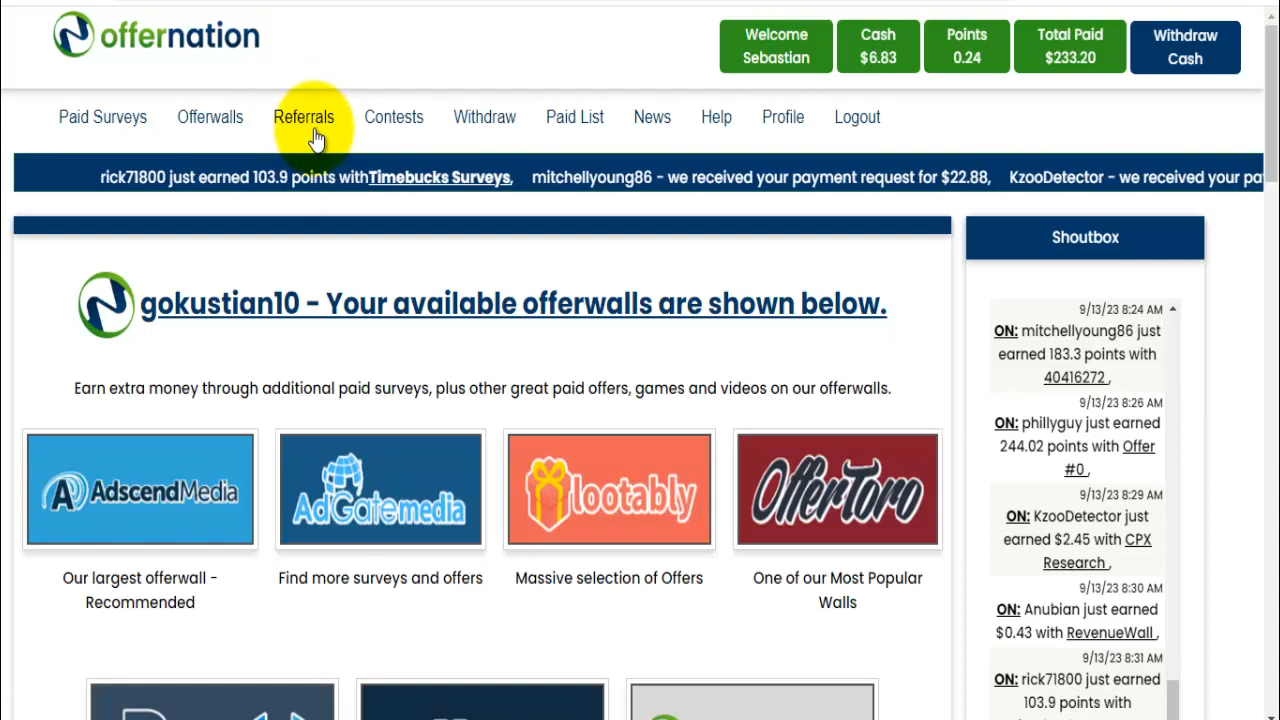 offernation
Welcome
Sebastian
Cash
$6.83
Points
0.24
Total Paid
$233.20
Withdraw
Cash
Paid Surveys
Offerwalls
Referrals
Contests
Withdraw
Paid List
News
Help
Profile
Logout
rick71800 just earned 103.9 points withTimebucks Surveys, mitchellyoung86 - we received your payment request for $22.88, KzooDetector - we received your
gokustian10 - Your available offerwalls are shown below.
Earn extra money through additional paid surveys, plus other great paid offers, games and videos on our offerwalls.
AdscendMedia
Our largest offerwall -
Recommended
AdGatemedia
Find more surveys and offers
lootably
Massive selection of Offers
OfferToro
One of our Most Popular
Walls
Shoutbox
9/13/23 8:24 AM
ON: mitchellyoung86 just
earned 183.3 points with
40416272 ,
9/13/23 8:26 AM
ON: phillyguy just earned
244.02 points with Offer
#0 ,
9/13/23 8:29 AM
ON: KzooDetector just
earned $2.45 with CPX
Research ,
9/13/23 8:30 AM
ON: Anubian just earned
$0.43 with RevenueWall ,
9/13/23 8:31 AM
ON: rick71800 just earned
103.9 points with